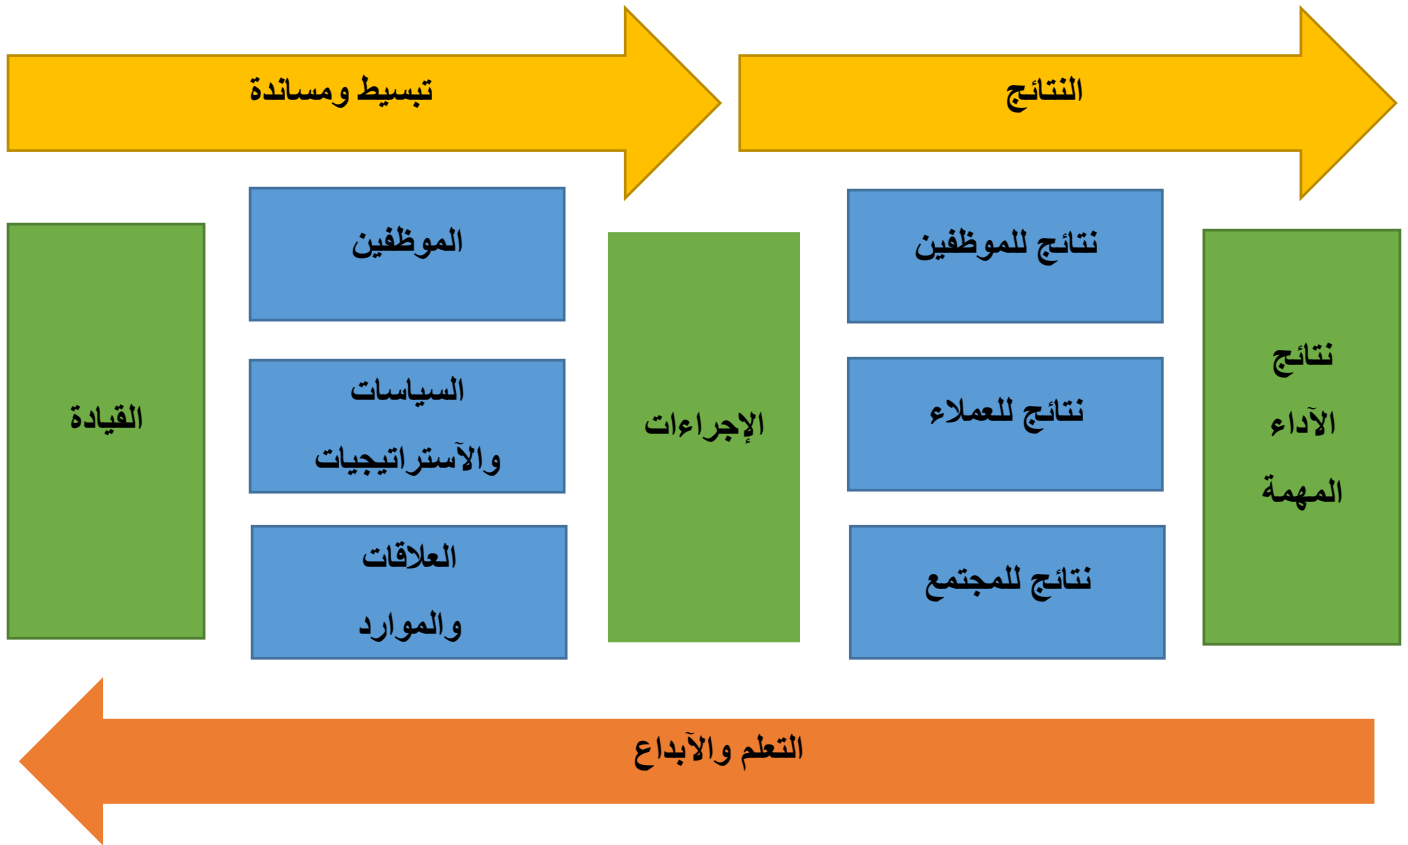 تبسيط ومساندة
النتائج
القيادة
الموظفين
السياسات
والآستراتيجيات
العلاقات
والموارد
الإجراءات
نتائج للموظفين
نتائج للعملاء
نتائج للمجتمع
نتائج
الآداء
المهمة
التعلم والآبداع